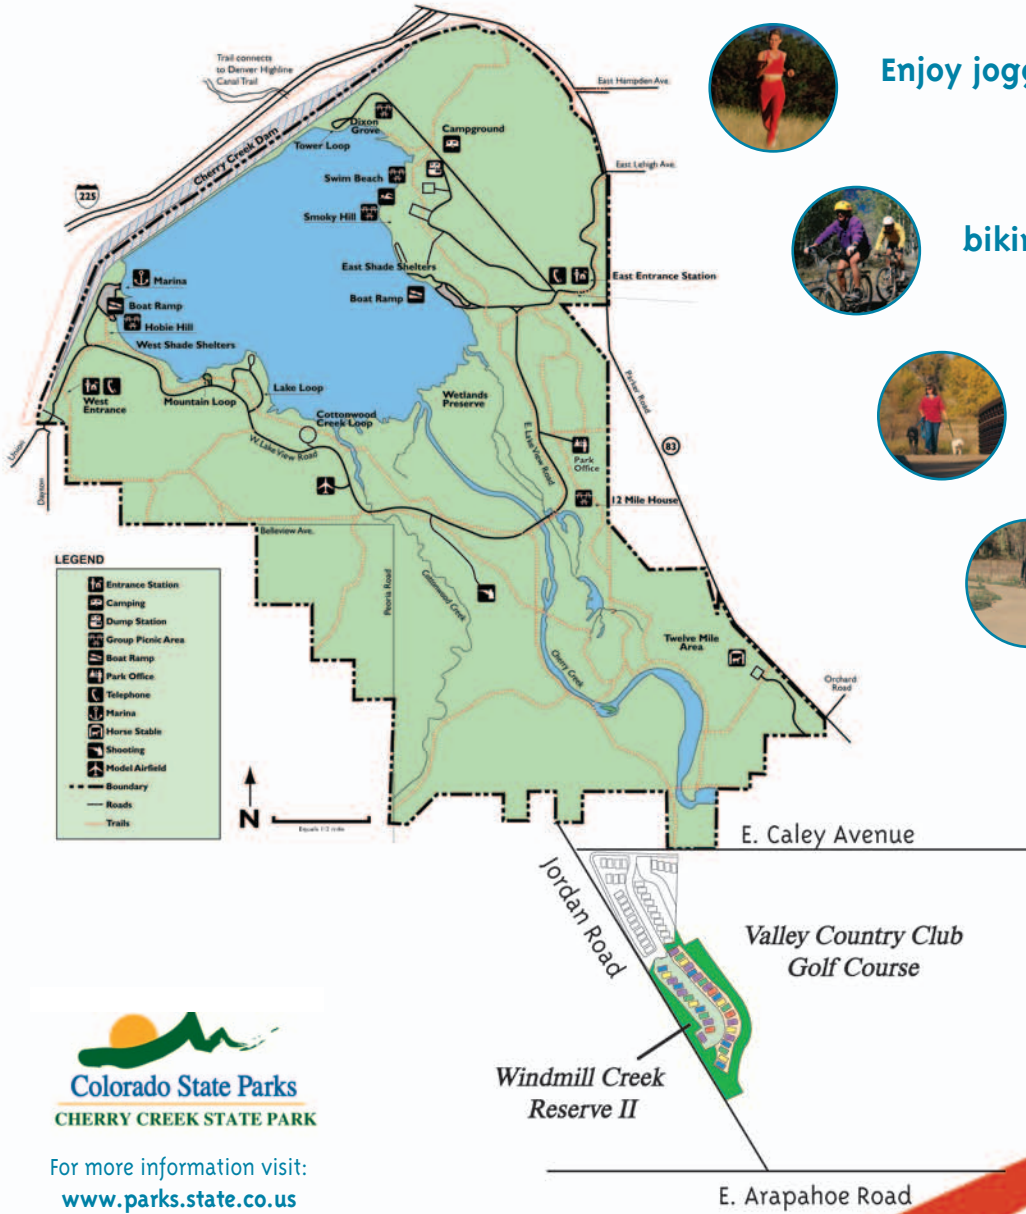 Trail connects
to Denver Highline
Canal Trail
East Hampden Ave.
Enjoy jogg
Dixon
Grove
Campground
Tower Loop
Cherry Creek Dam
East Lehigh Ave.
Swim Beach
225
Smoky Hill
bikin
East Shade Shelters
East Entrance Station
Marina
Boat Ramp
Boat Ramp
Hobie Hill
West Shade Shelters
Parker Road
West
Entrance
Mountain Loop
Lake Loop
Wetlands
Preserve
Cottonwood
Creek Loop
W. Lake View Road
E. Lake View Road
83
Union
Dayton
Park
Office
12 Mile House
Belleview Ave.
LEGEND
Entrance Station
Camping
Dump Station
Group Picnic Area
Boat Ramp
Park Office
Telephone
Marina
Horse Stable
Shooting
Model Airfield
Boundary
Roads
Trails
Peoria Road
Cottonwood Creek
Cherry Creek
Twelve Mile
Area
Orchard
Road
N
Equals 1/2 mile
E. Caley Avenue
Jordan Road
Valley Country Club
Golf Course
Windmill Creek
Reserve II
Colorado State Parks
CHERRY CREEK STATE PARK
For more information visit:
www.parks.state.co.us
E. Arapahoe Road